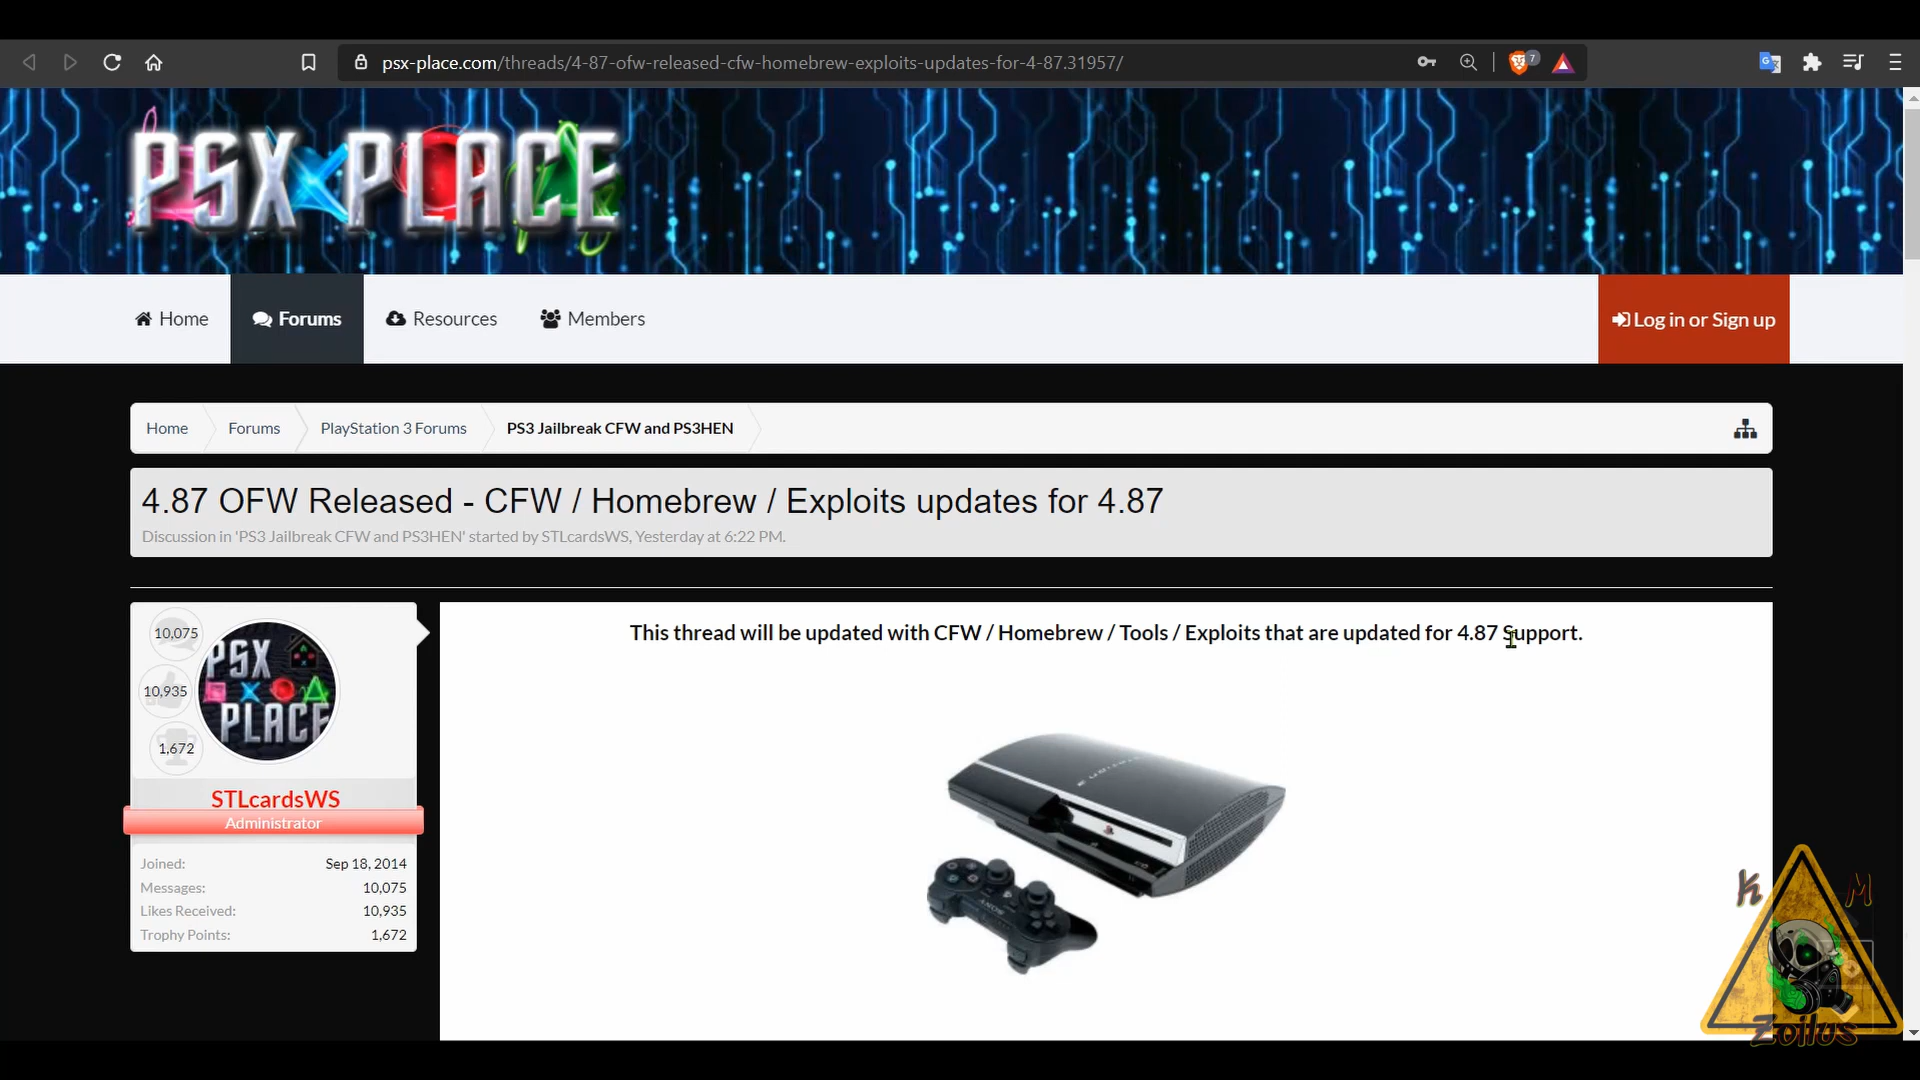 psx-place.com/threads/4-87-ofw-released-cfw-homebrew-exploits-updates-for-4-87.31957/
7
PSX PLACE
Home
Forums
Resources
Members
Log in or Sign up
Home
Forums
PlayStation 3 Forums
PS3 Jailbreak CFW and PS3HEN
4.87 OFW Released - CFW / Homebrew / Exploits updates for 4.87
Discussion in 'PS3 Jailbreak CFW and PS3HEN' started by STLcardsWS, Yesterday at 6:22 PM.
10,075
10,935
1,672
PSX
PLACE
STLcardsWS
Administrator
Joined: Sep 18, 2014
Messages: 10,075
Likes Received: 10,935
Trophy Points: 1,672
This thread will be updated with CFW / Homebrew / Tools / Exploits that are updated for 4.87 Support.
SONY
K M
Zoilus